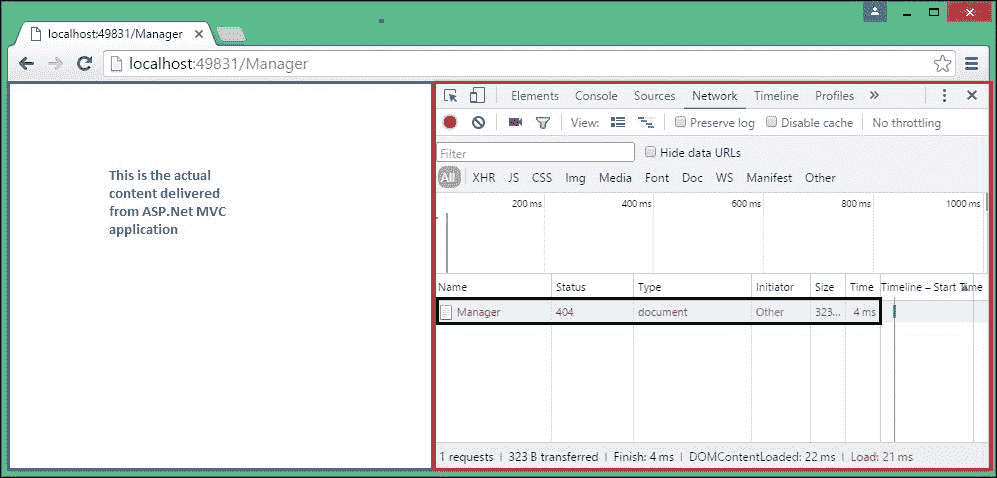 localhost:49831/Manager
localhost:49831/Manager
This is the actual
content delivered
from ASP.Net MVC
application
Elements Console Sources Network Timeline Profiles »
View: Preserve log Disable cache No throttling
Filter Hide data URLs
All XHR JS CSS Img Media Font Doc WS Manifest Other
200 ms 400 ms 600 ms 800 ms 1000 ms
Name Status Type Initiator Size Time Timeline – Start Time
Manager 404 document Other 323... 4 ms
1 requests | 323 B transferred | Finish: 4 ms | DOMContentLoaded: 22 ms | Load: 21 ms